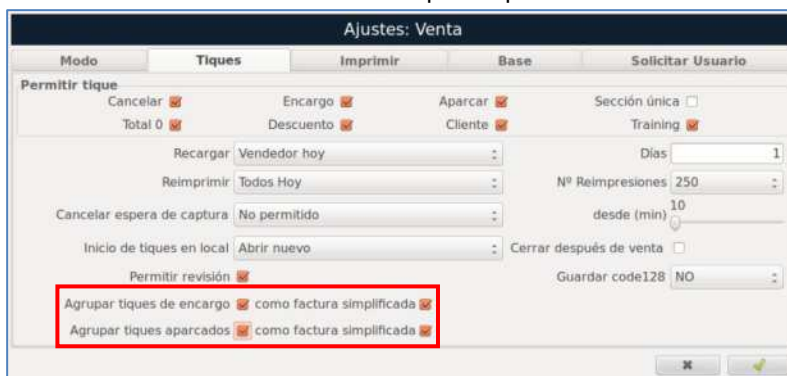 Ajustes: Venta
Modo Tiques Imprimir Base Solicitar Usuario
Permitir tique
Cancelar Encargo Aparcar Sección única
Total 0 Descuento Cliente Training
Recargar Vendedor hoy Días 1
Reimprimir Todos Hoy Nº Reimpresiones 250
Cancelar espera de captura No permitido desde (min) 10
Inicio de tiques en local Abrir nuevo Cerrar después de venta
Permitir revisión Guardar code128 NO
Agrupar tiques de encargo como factura simplificada
Agrupar tiques aparcados como factura simplificada